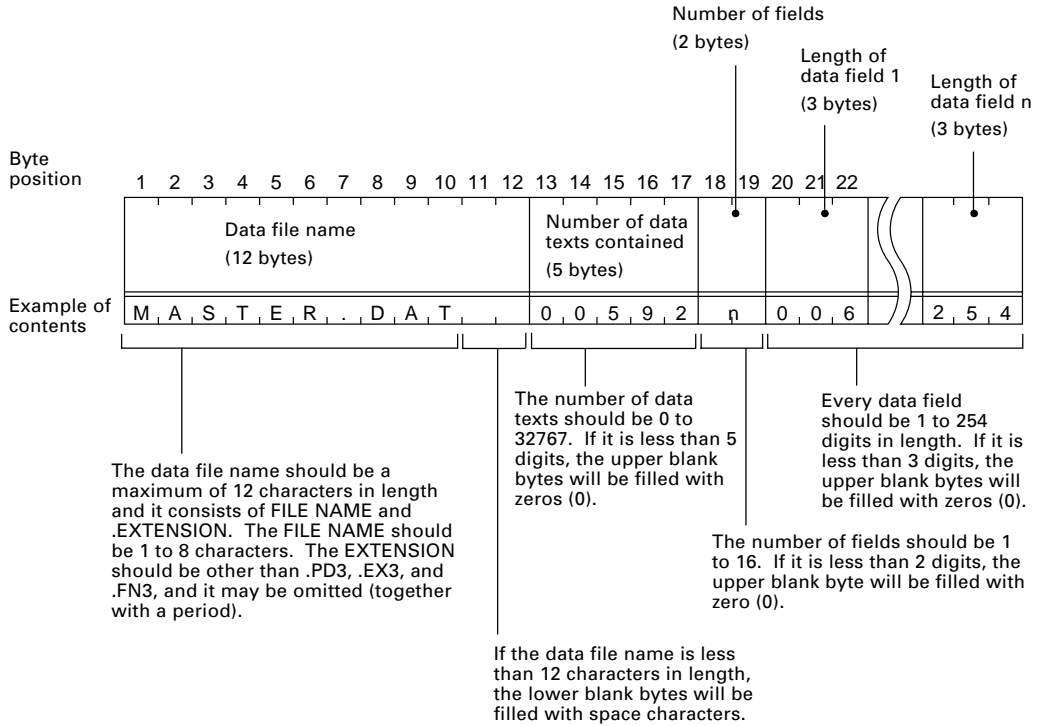 Number of fields
(2 bytes)
Length of
data field 1
(3 bytes)
Length of
data field n
(3 bytes)
Byte
position
1 2 3 4 5 6 7 8 9 10 11 12 13 14 15 16 17 18 19 20 21 22
Data file name
(12 bytes)
Number of data
texts contained
(5 bytes)
Example of
contents
M A S T E R . D A T 0 0 5 9 2 n 0 0 6 2 5 4
The data file name should be a
maximum of 12 characters in length
and it consists of FILE NAME and
.EXTENSION. The FILE NAME should
be 1 to 8 characters. The EXTENSION
should be other than .PD3, .EX3, and
.FN3, and it may be omitted (together
with a period).
If the data file name is less
than 12 characters in length,
the lower blank bytes will be
filled with space characters.
The number of data
texts should be 0 to
32767. If it is less than 5
digits, the upper blank
bytes will be filled with
zeros (0).
The number of fields should be 1
to 16. If it is less than 2 digits, the
upper blank byte will be filled with
zero (0).
Every data field
should be 1 to 254
digits in length. If it is
less than 3 digits, the
upper blank bytes will
be filled with zeros (0).